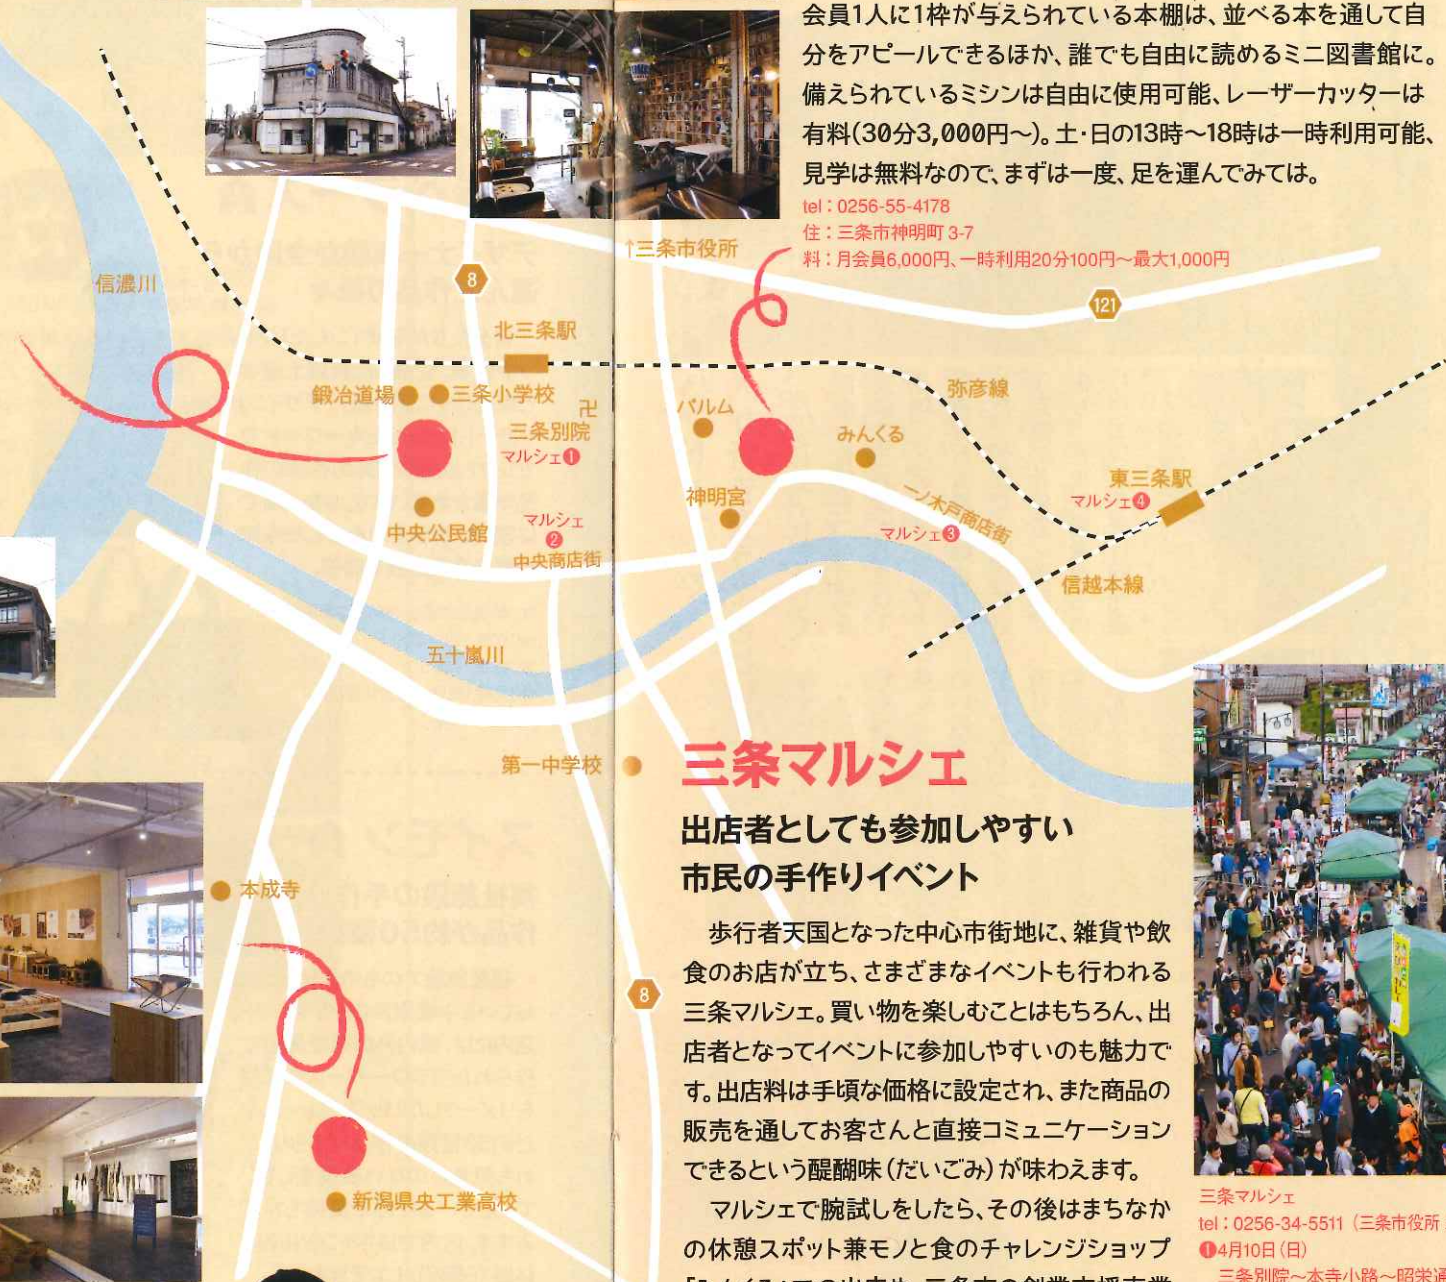 会員1人に1枠が与えられている本棚は、並べる本を通して自
分をアピールできるほか、誰でも自由に読めるミニ図書館に。
備えられているミシンは自由に使用可能、レーザーカッターは
有料(30分3,000円〜)。土・日の13時〜18時は一時利用可能、
見学は無料なので、まずは一度、足を運んでみては。
tel：0256-55-4178
住：三条市神明町 3-7
料：月会員6,000円、一時利用20分100円〜最大1,000円
↑三条市役所
信濃川
8
121
北三条駅
鍛冶道場
三条小学校
卍
三条別院
マルシェ❶
パルム
みんくる
弥彦線
東三条駅
マルシェ❹
神明宮
一ノ木戸商店街
マルシェ❸
中央公民館
マルシェ
❷
中央商店街
信越本線
五十嵐川
第一中学校
本成寺
8
新潟県央工業高校
三条マルシェ
出店者としても参加しやすい
市民の手作りイベント
歩行者天国となった中心市街地に、雑貨や飲
食のお店が立ち、さまざまなイベントも行われる
三条マルシェ。買い物を楽しむことはもちろん、出
店者となってイベントに参加しやすいのも魅力で
す。出店料は手頃な価格に設定され、また商品の
販売を通してお客さんと直接コミュニケーション
できるという醍醐味(だいごみ)が味わえます。
マルシェで腕試しをしたら、その後はまちなか
の休憩スポット兼モノと食のチャレンジショップ
三条マルシェ
tel：0256-34-5511（三条市役所
❶4月10日(日)
三条別院〜本寺小路〜昭栄通